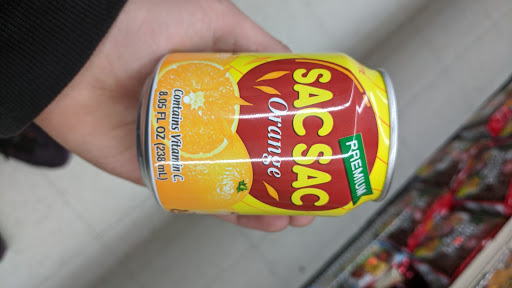 PREMIUM
SAC SAC
Orange
Contains Vitamin C
8.05 FL OZ (238 mL)